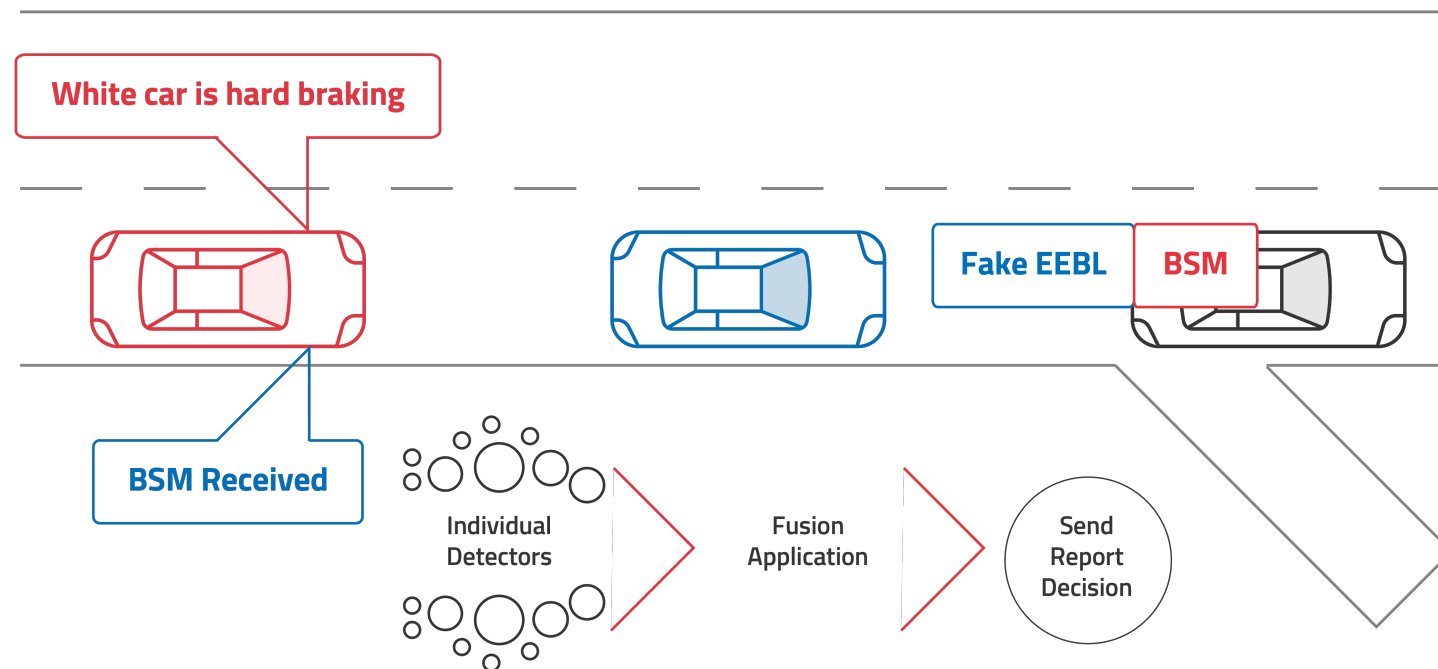 White car is hard braking
Fake EEBL
BSM
BSM Received
Individual
Detectors
Fusion
Application
Send
Report
Decision